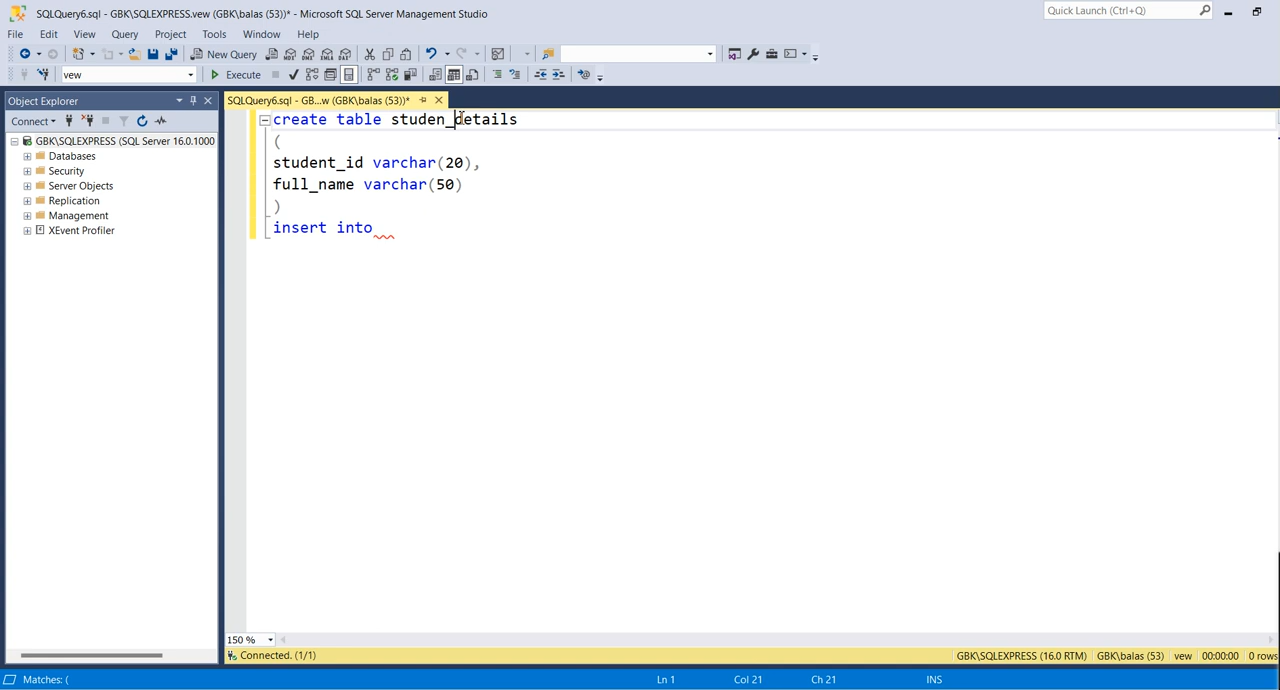 SQLQuery6.sql - GBK\SQLEXPRESS.vew (GBK\balas (53))* - Microsoft SQL Server Management Studio
Quick Launch (Ctrl+Q)
File Edit View Query Project Tools Window Help
New Query
vew Execute
Object Explorer
SQLQuery6.sql - GB...w (GBK\balas (53))*
Connect
GBK\SQLEXPRESS (SQL Server 16.0.1000
Databases
Security
Server Objects
Replication
Management
XEvent Profiler
create table studen_details
(
student_id varchar(20),
full_name varchar(50)
)
insert into
150 %
Connected. (1/1)
GBK\SQLEXPRESS (16.0 RTM) GBK\balas (53) vew 00:00:00 0 rows
Matches: (
Ln 1 Col 21 Ch 21 INS